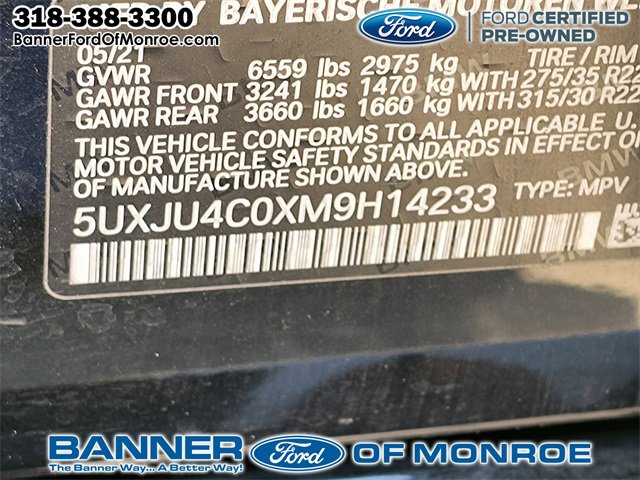 318-388-3300
BannerFordOfMonroe.com
Ford
FORD CERTIFIED
PRE-OWNED
BY BAYERISCHE MOTOREN
05/21 TIRE / RIM
GVWR 6559 lbs 2975 kg
GAWR FRONT 3241 lbs 1470 kg WITH 275/35 R22
GAWR REAR 3660 lbs 1660 kg WITH 315/30 R22
THIS VEHICLE CONFORMS TO ALL APPLICABLE U.
MOTOR VEHICLE SAFETY STANDARDS IN EFFECT O
OF MANUFACTURE SHOWN ABOVE.
5UXJU4C0XM9H14233 TYPE: MPV
BANNER Ford OF MONROE
The Banner Way... A Better Way!